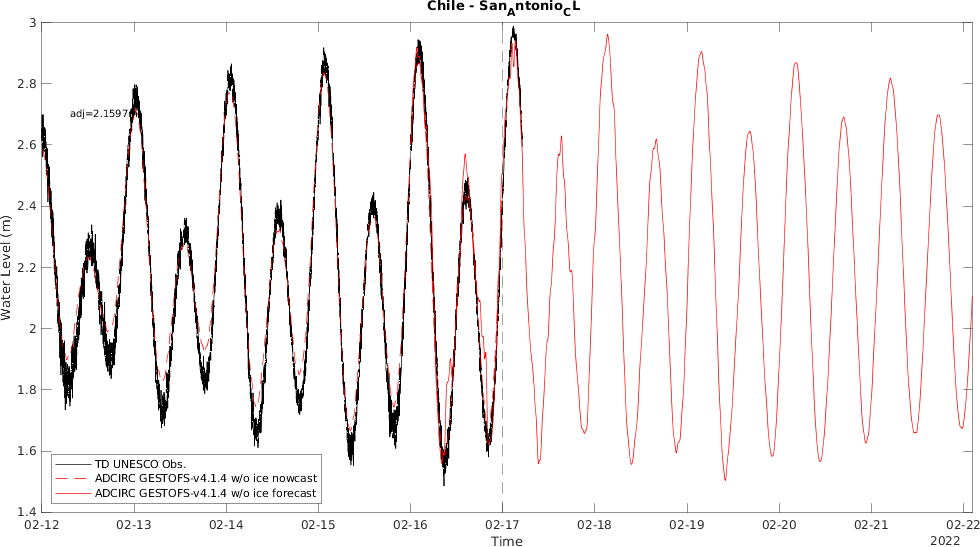 Chile - SanAntonioCL
3
2.8
adj=2.1597
2.6
2.4
Water Level (m)
2.2
2
1.8
1.6
TD UNESCO Obs.
ADCIRC GESTOFS-v4.1.4 w/o ice nowcast
ADCIRC GESTOFS-v4.1.4 w/o ice forecast
1.4
02-12 02-13 02-14 02-15 02-16 02-17 02-18 02-19 02-20 02-21 02-22
Time 2022